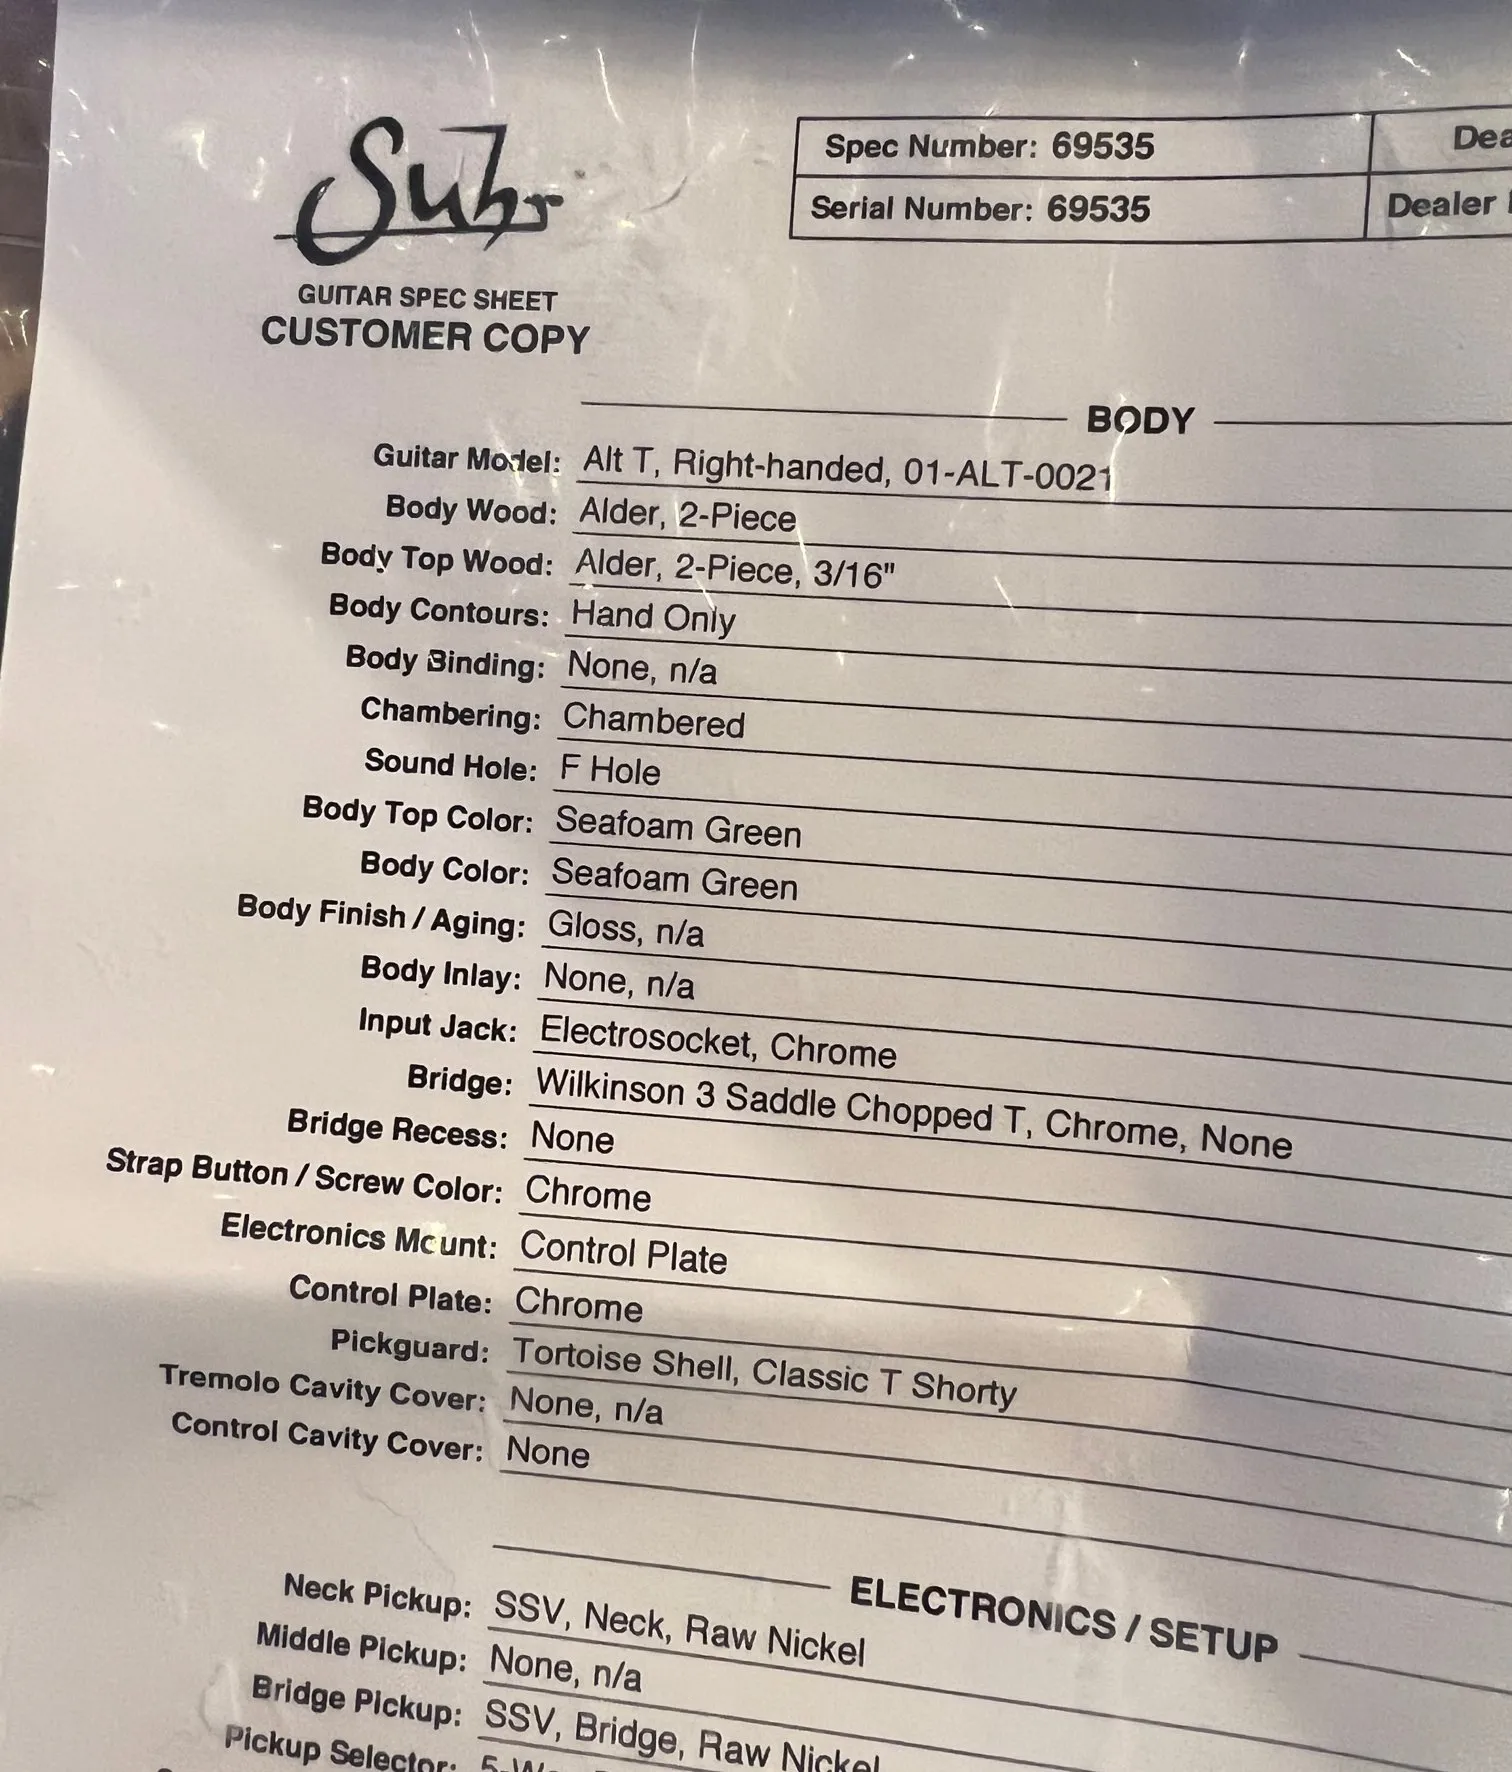 Suhr
GUITAR SPEC SHEET
CUSTOMER COPY
Spec Number: 69535
Serial Number: 69535
Dealer
BODY
Guitar Model: Alt T, Right-handed, 01-ALT-0021
Body Wood: Alder, 2-Piece
Body Top Wood: Alder, 2-Piece, 3/16"
Body Contours: Hand Only
Body Binding: None, n/a
Chambering: Chambered
Sound Hole: F Hole
Body Top Color: Seafoam Green
Body Color: Seafoam Green
Body Finish / Aging: Gloss, n/a
Body Inlay: None, n/a
Input Jack: Electrosocket, Chrome
Bridge: Wilkinson 3 Saddle Chopped T, Chrome, None
Bridge Recess: None
Strap Button / Screw Color: Chrome
Electronics Mount: Control Plate
Control Plate: Chrome
Pickguard: Tortoise Shell, Classic T Shorty
Tremolo Cavity Cover: None, n/a
Control Cavity Cover: None
ELECTRONICS / SETUP
Neck Pickup: SSV, Neck, Raw Nickel
Middle Pickup: None, n/a
Bridge Pickup: SSV, Bridge, Raw Nickel
Pickup Selector: